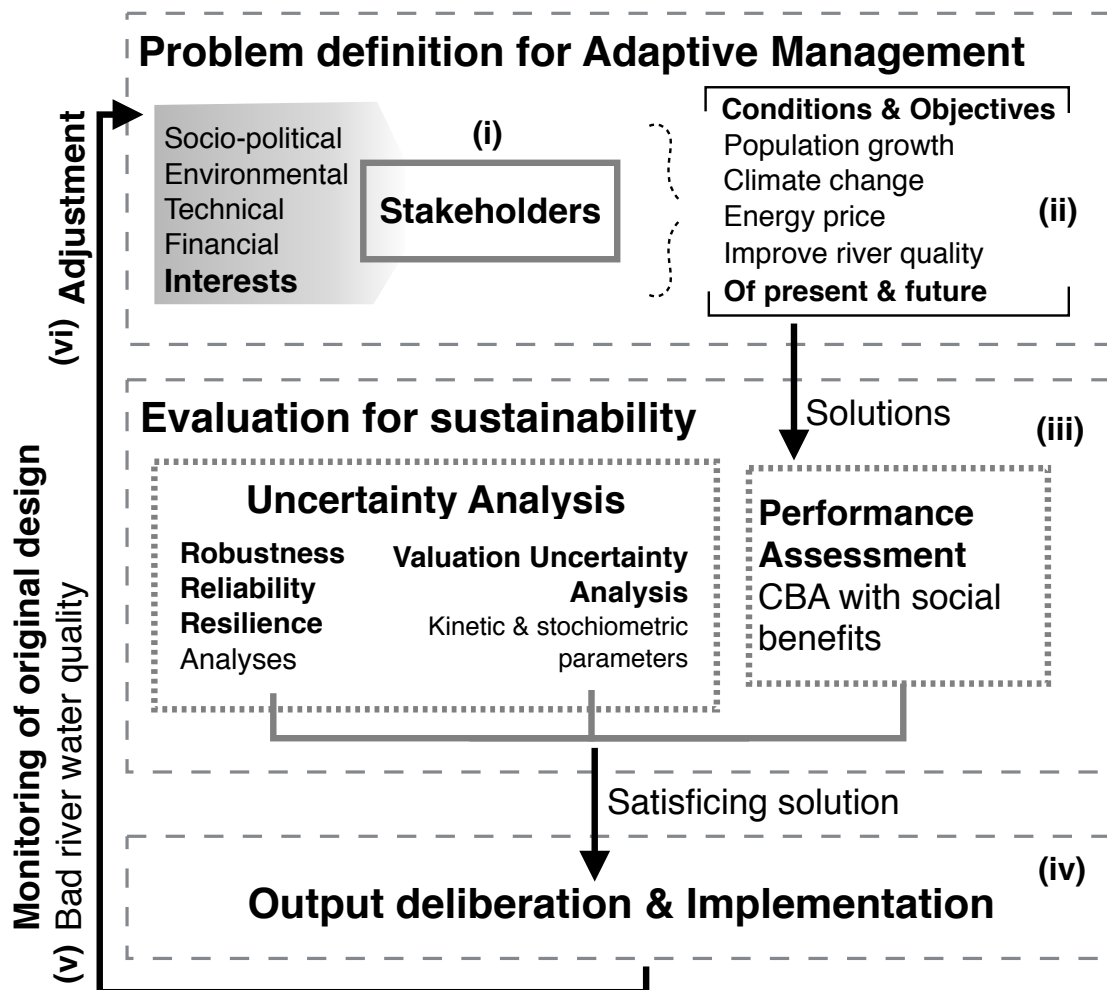 Problem definition for Adaptive Management
(i)
Socio-political
Environmental
Technical
Financial
Interests
Stakeholders
Conditions & Objectives
Population growth
Climate change
Energy price
Improve river quality
Of present & future
(ii)
Solutions
Evaluation for sustainability
(iii)
Uncertainty Analysis
Robustness
Reliability
Resilience
Analyses
Valuation Uncertainty
Analysis
Kinetic & stochiometric
parameters
Performance
Assessment
CBA with social
benefits
Satisficing solution
(iv)
Output deliberation & Implementation
Monitoring of original design
(v) Bad river water quality
(vi) Adjustment